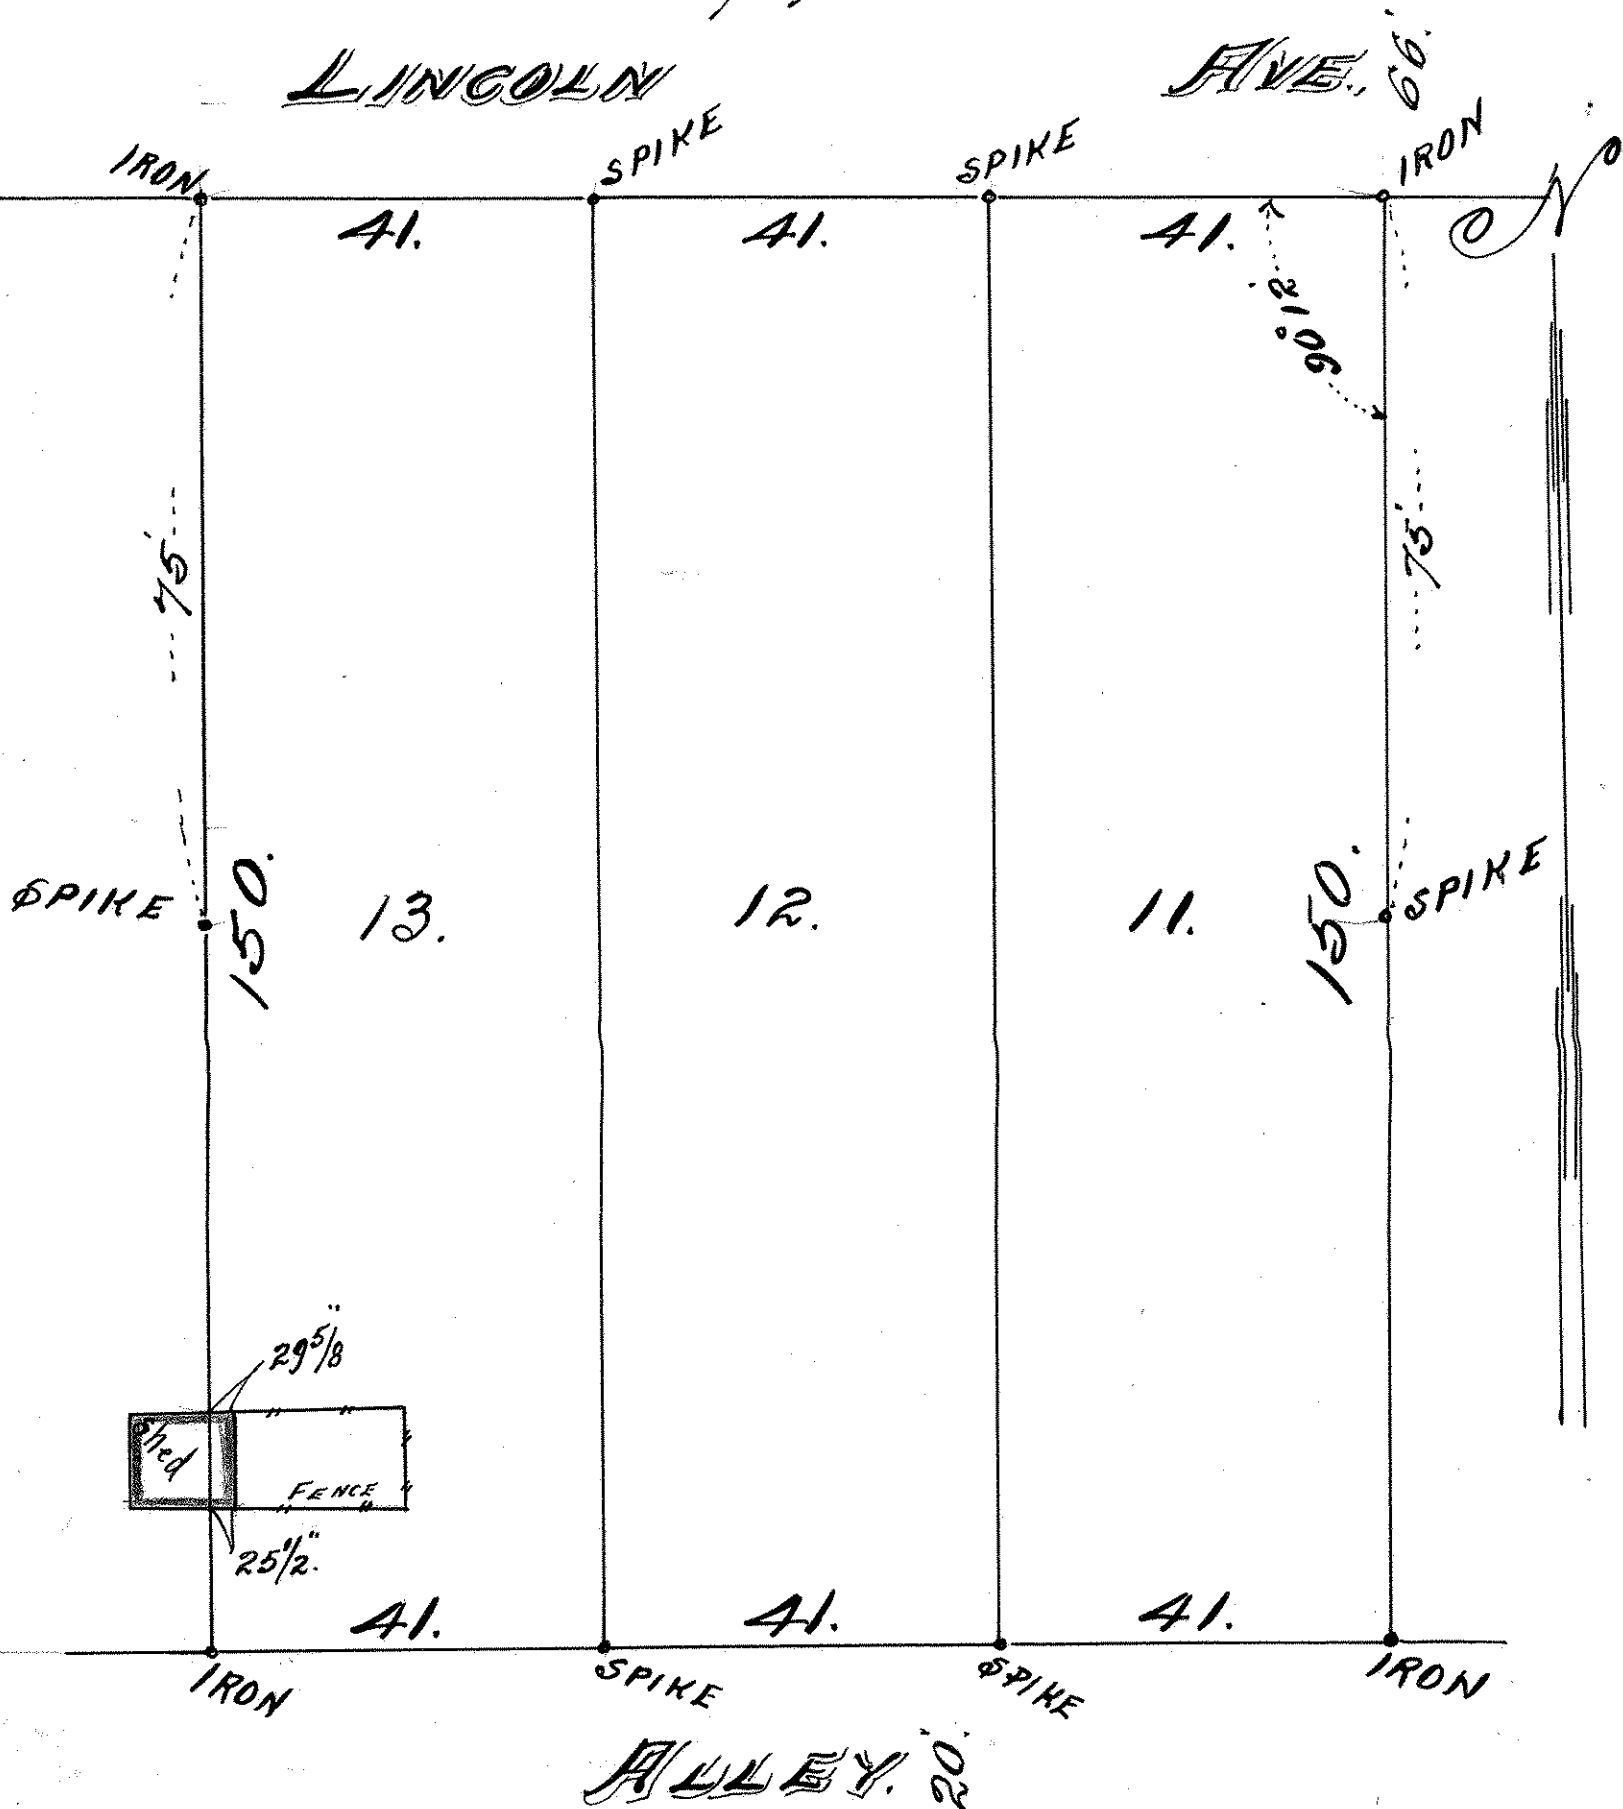 LINCOLN AVE. 66'
IRON SPIKE SPIKE IRON
41. 41. 41.
N
90°12'
75' 75'
SPIKE 150. 13. 12. 11. 150. SPIKE
29 5/8"
Shed
FENCE
25 1/2"
41. 41. 41.
IRON SPIKE SPIKE IRON
ALLEY. 20'